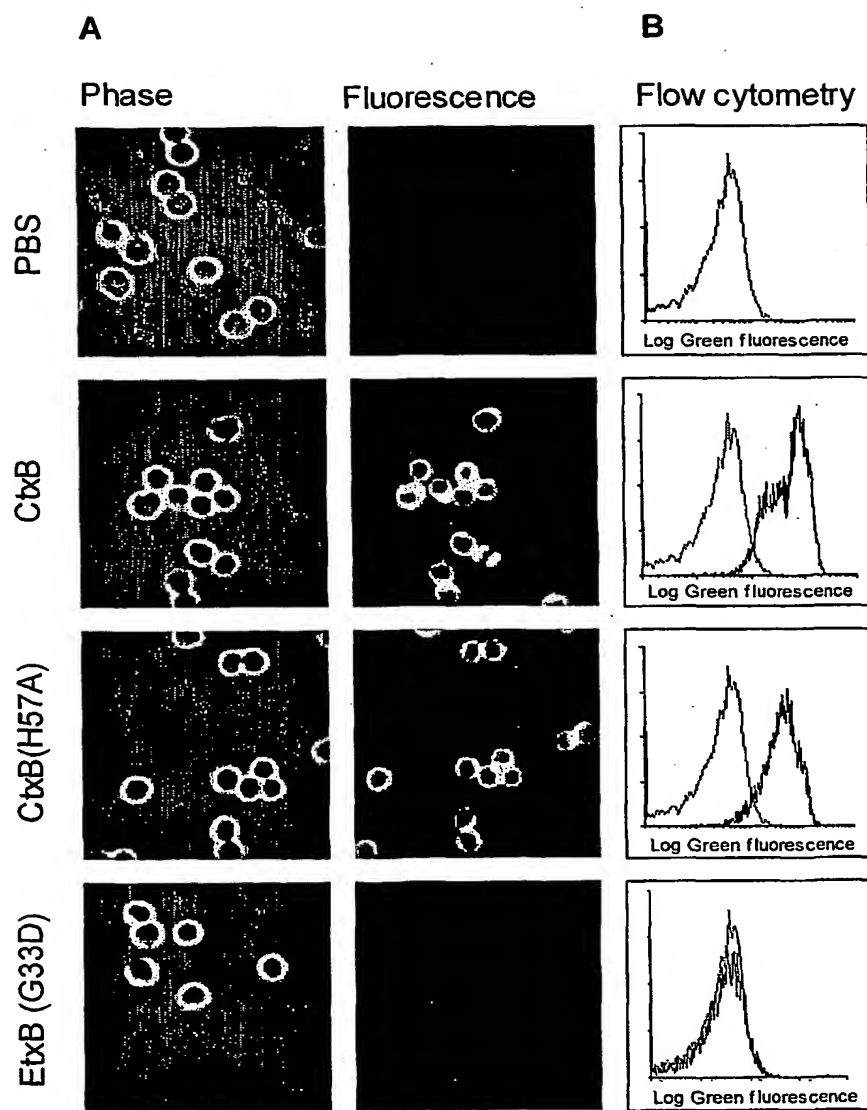 A B
Phase Fluorescence Flow cytometry
PBS
Log Green fluorescence
CtxB
Log Green fluorescence
CtxB(H57A)
Log Green fluorescence
EtxB (G33D)
Log Green fluorescence